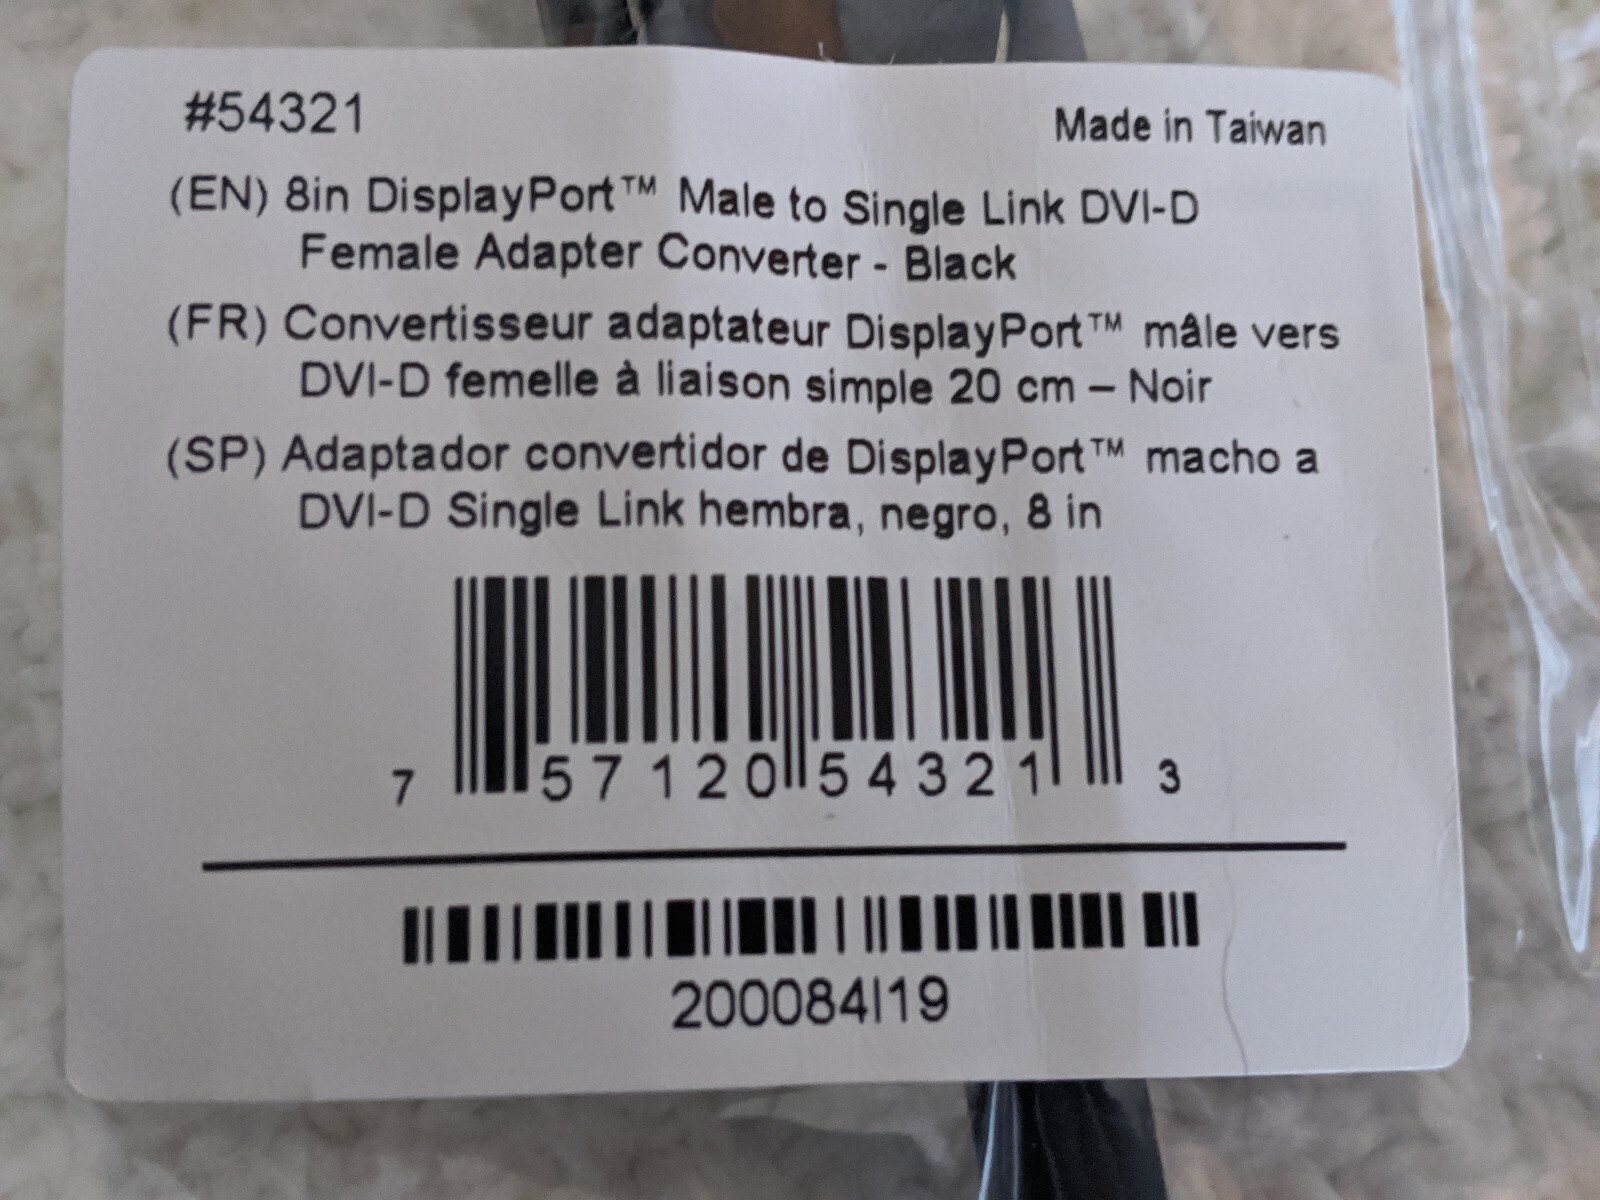 #54321
Made in Taiwan
(EN) 8in DisplayPort™ Male to Single Link DVI-D
Female Adapter Converter - Black
(FR) Convertisseur adaptateur DisplayPort™ mâle vers
DVI-D femelle à liaison simple 20 cm – Noir
(SP) Adaptador convertidor de DisplayPort™ macho a
DVI-D Single Link hembra, negro, 8 in
7 57120 54321 3
200084I19